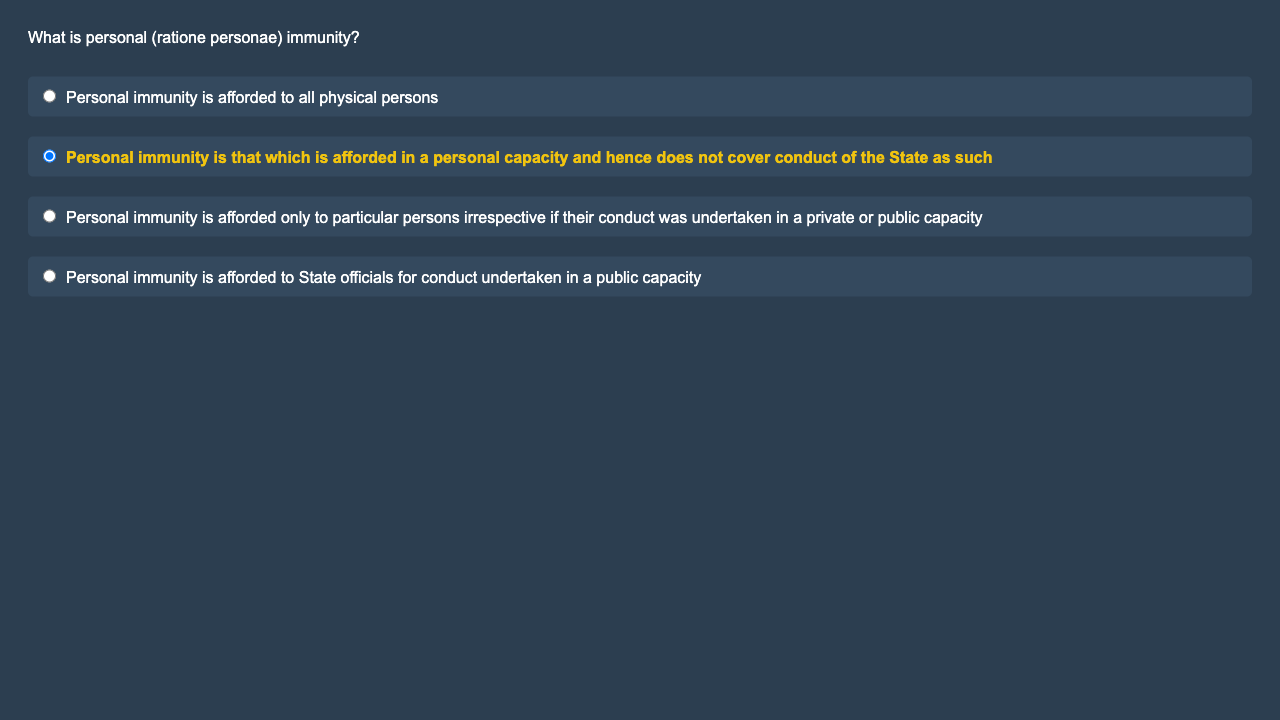 What is personal (ratione personae) immunity?
Personal immunity is afforded to all physical persons
Personal immunity is that which is afforded in a personal capacity and hence does not cover conduct of the State as such
Personal immunity is afforded only to particular persons irrespective if their conduct was undertaken in a private or public capacity
Personal immunity is afforded to State officials for conduct undertaken in a public capacity